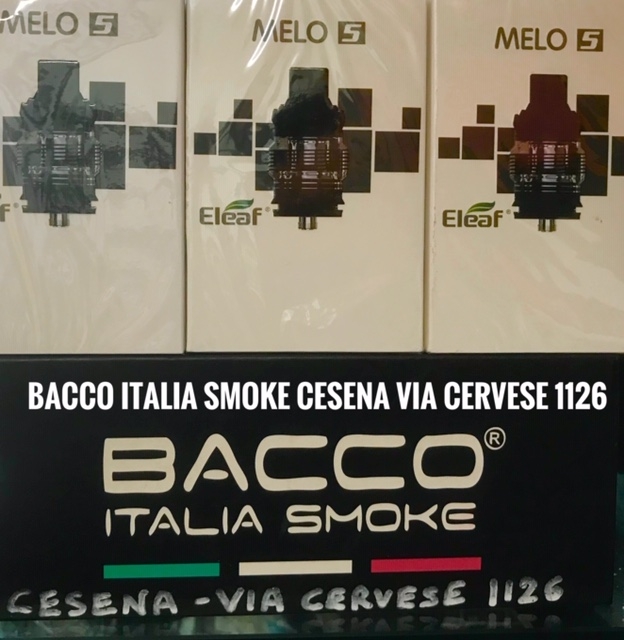 MELO 5
MELO 5
MELO 5
Eleaf®
Eleaf®
BACCO ITALIA SMOKE CESENA VIA CERVESE 1126
BACCO®
ITALIA SMOKE
CESENA - VIA CERVESE 1126